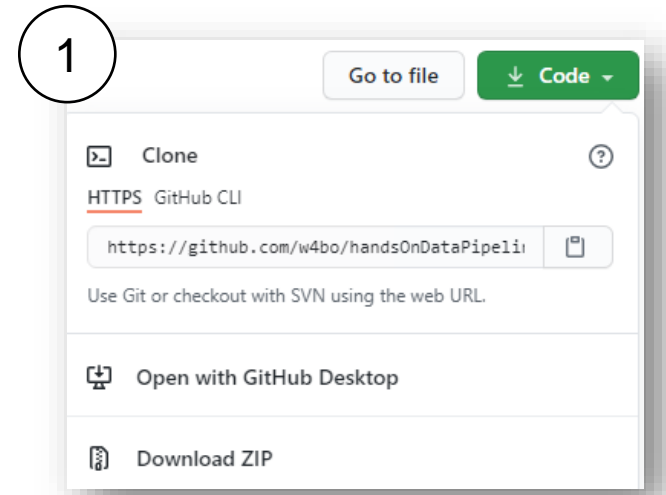 1
Go to file
Code
Clone
HTTPS GitHub CLI
https://github.com/w4bo/handsOnDataPipeli
Use Git or checkout with SVN using the web URL.
Open with GitHub Desktop
Download ZIP